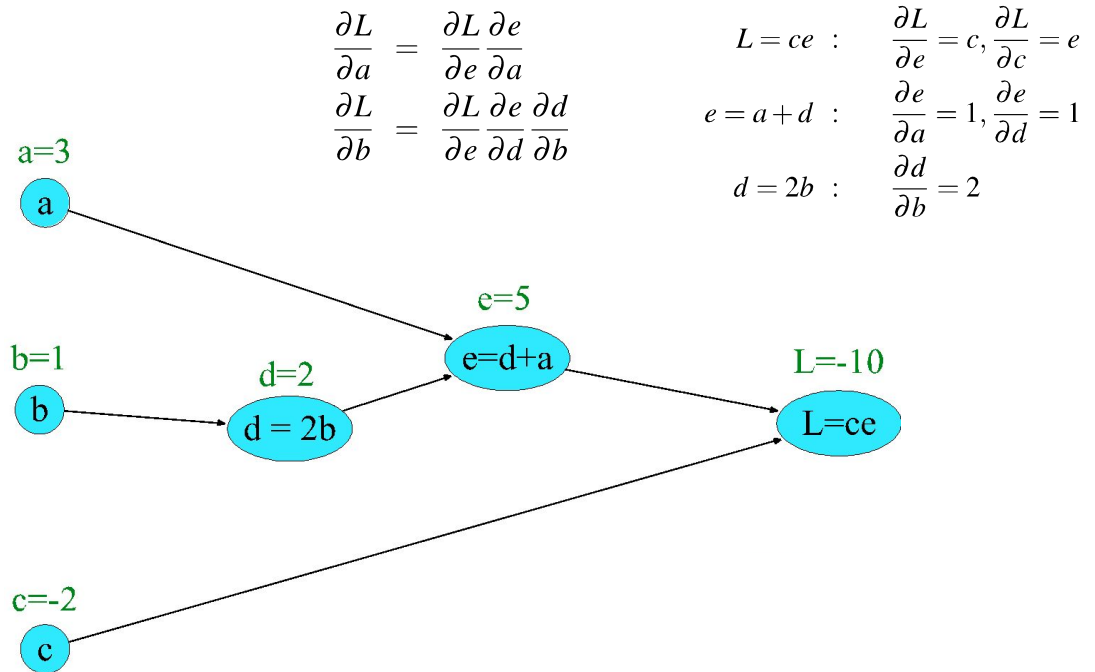 ∂L/∂a = ∂L/∂e ∂e/∂a
∂L/∂b = ∂L/∂e ∂e/∂d ∂d/∂b
L = ce : ∂L/∂e = c, ∂L/∂c = e
e = a + d : ∂e/∂a = 1, ∂e/∂d = 1
d = 2b : ∂d/∂b = 2
a=3
a
e=5
e=d+a
b=1
b
d=2
d = 2b
L=-10
L=ce
c=-2
c